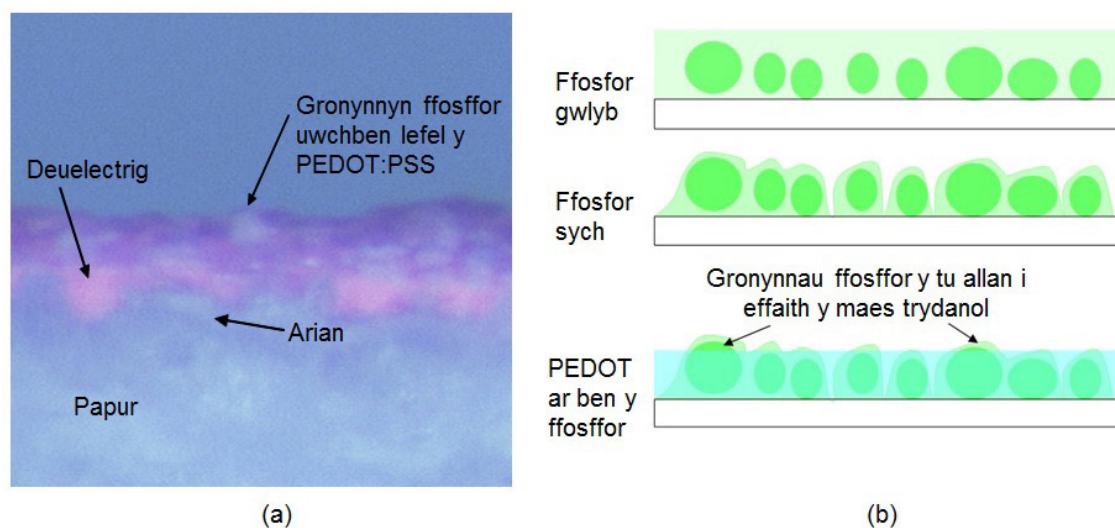 Gronynnyn ffosffor
uwchben lefel y
PEDOT:PSS
Deuelectrig
Arian
Papur
(a)
Ffosfor
gwlyb
Ffosfor
sych
Gronynnau ffosffor y tu allan i
effaith y maes trydanol
PEDOT
ar ben y
ffosffor
(b)